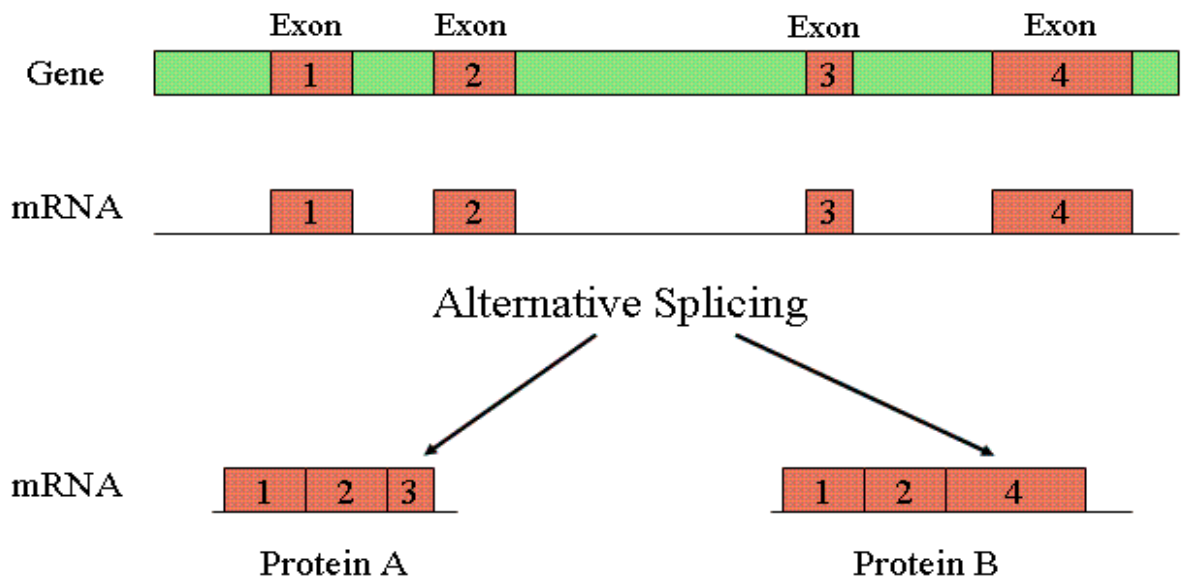 Exon Exon Exon Exon
Gene 1 2 3 4
mRNA 1 2 3 4
Alternative Splicing
mRNA 1 2 3 1 2 4
Protein A Protein B